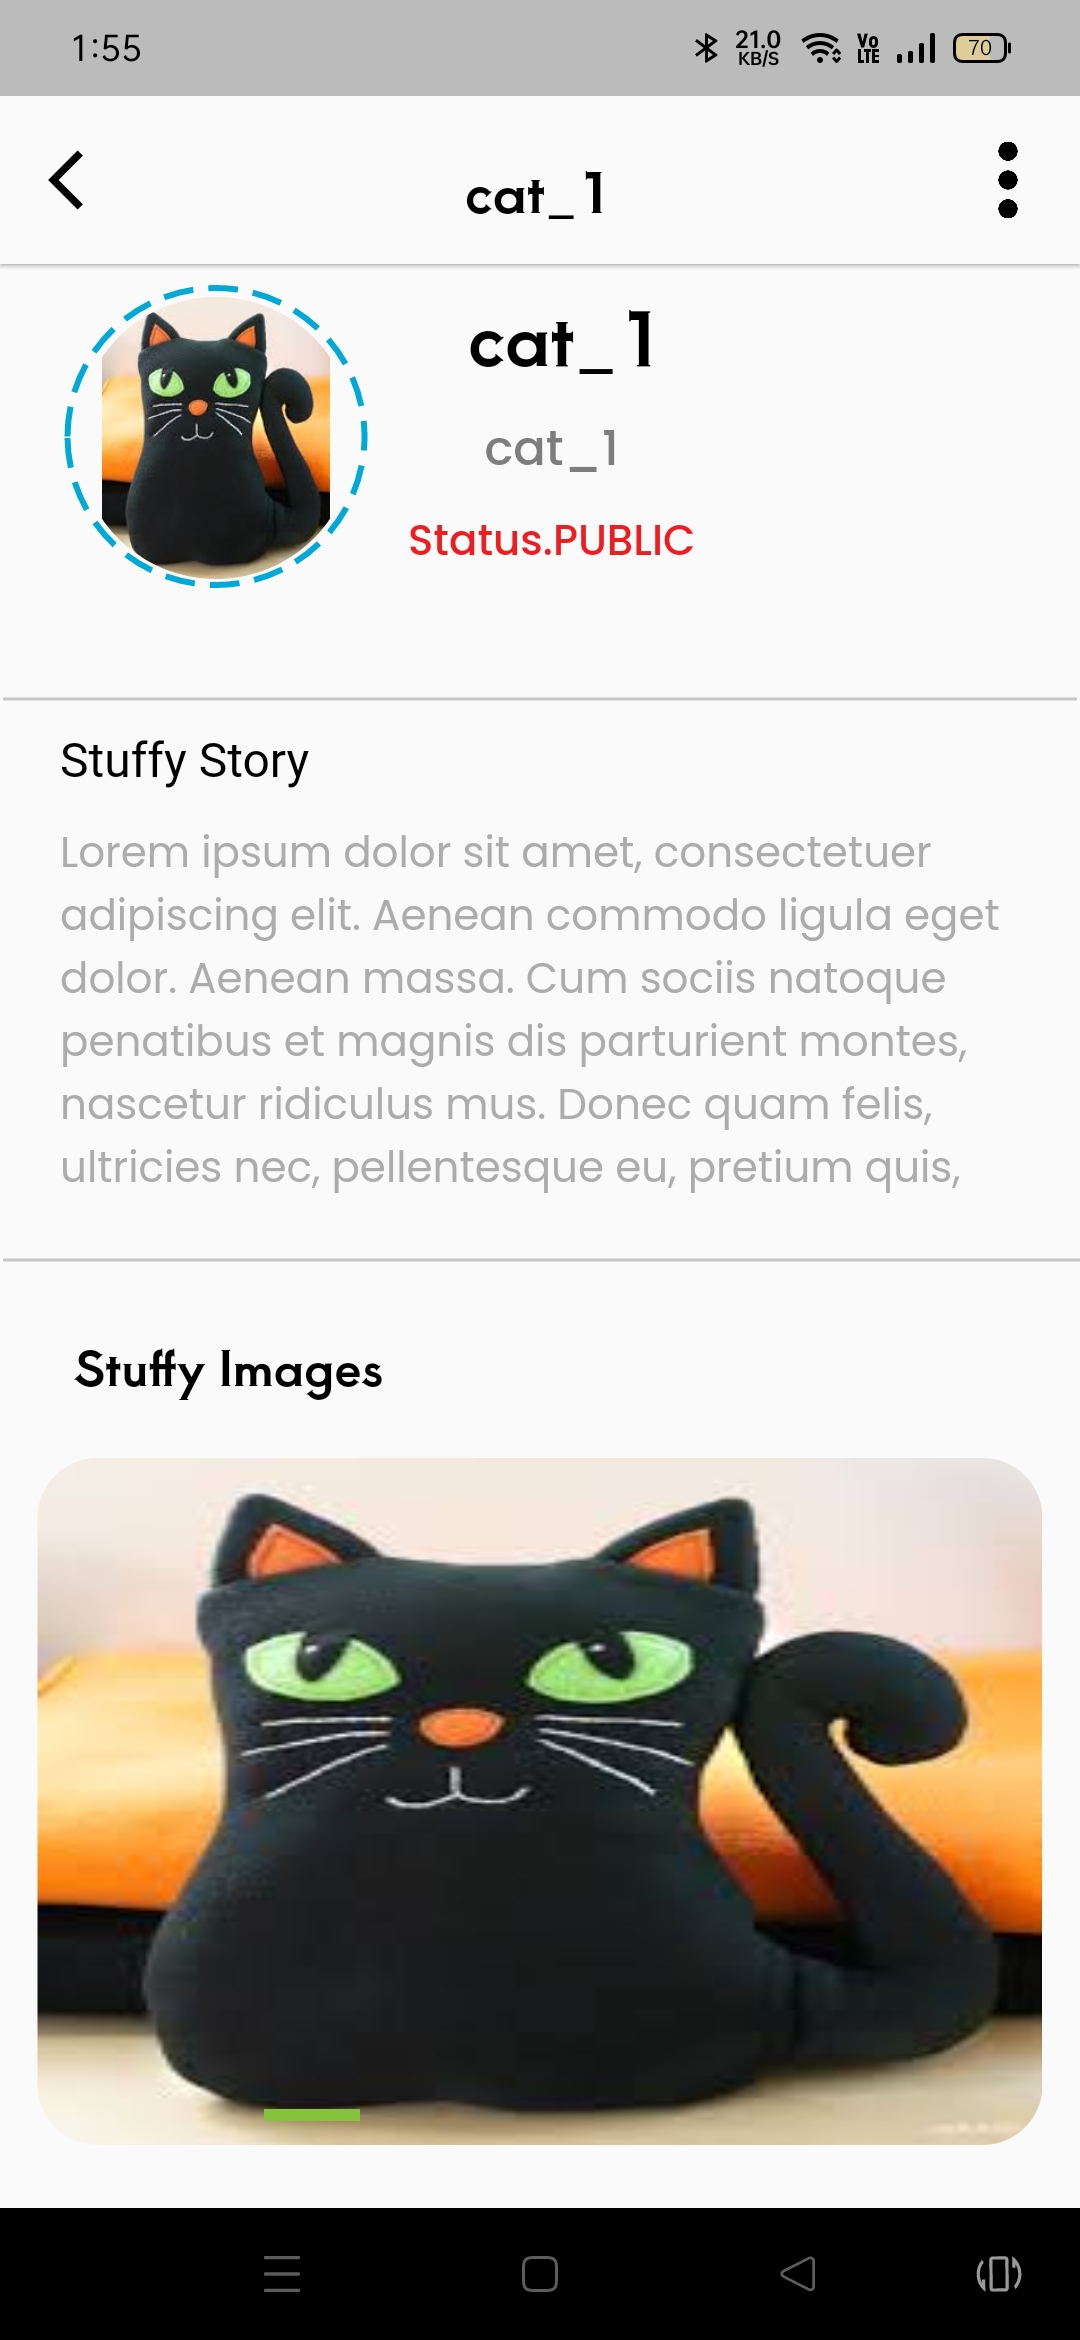 1:55
21.0
KB/S
Vo
LTE
70
cat_1
cat_1
cat_1
Status.PUBLIC
Stuffy Story
Lorem ipsum dolor sit amet, consectetuer
adipiscing elit. Aenean commodo ligula eget
dolor. Aenean massa. Cum sociis natoque
penatibus et magnis dis parturient montes,
nascetur ridiculus mus. Donec quam felis,
ultricies nec, pellentesque eu, pretium quis,
Stuffy Images